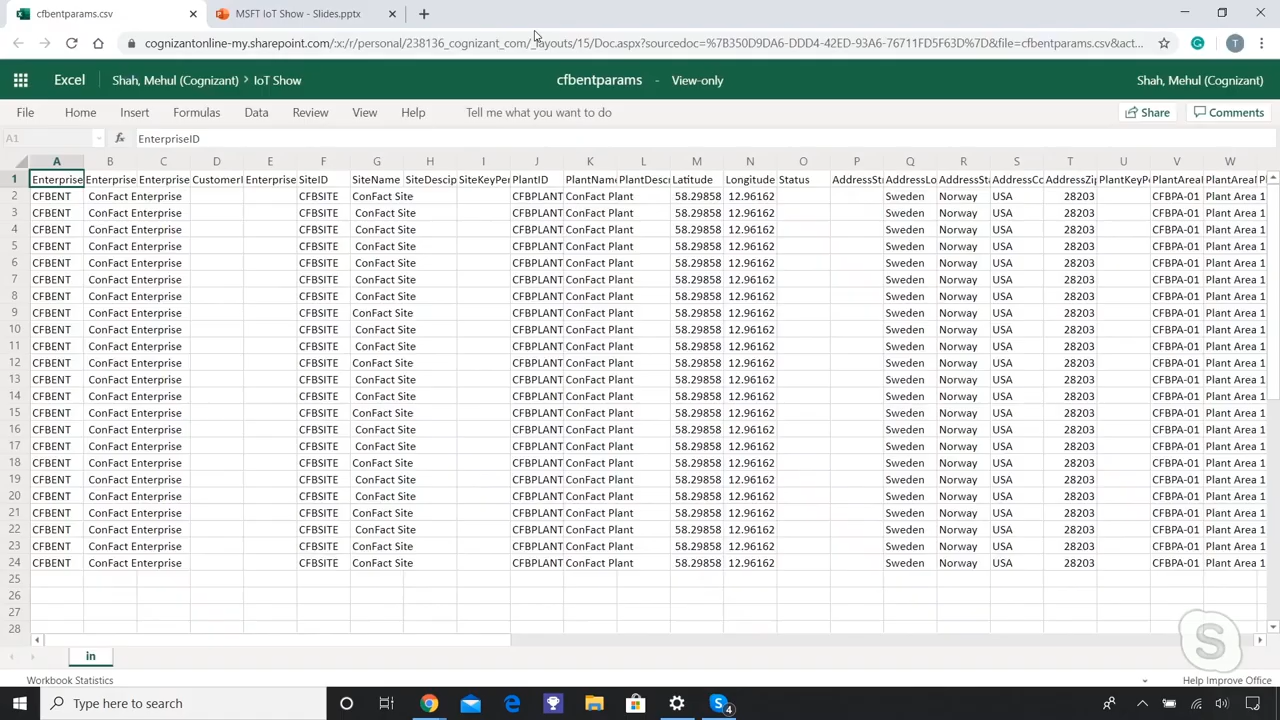 cfbentparams.csv
MSFT IoT Show - Slides.pptx
cognizantonline-my.sharepoint.com/:x:/r/personal/238136_cognizant_com/_layouts/15/Doc.aspx?sourcedoc=%7B350D9DA6-DDD4-42ED-93A6-76711FD5F63D%7D&file=cfbentparams.csv&act...
T
Excel Shah, Mehul (Cognizant) > IoT Show cfbentparams - View-only Shah, Mehul (Cognizant)
File Home Insert Formulas Data Review View Help Tell me what you want to do Share Comments
A1 fx EnterpriseID
A B C D E F G H I J K L M N O P Q R S T U V W
1 Enterprise Enterprise Enterprise CustomerI Enterprise SiteID SiteName SiteDescip SiteKeyPer PlantID PlantName PlantDescr Latitude Longitude Status AddressStr AddressLo AddressSta AddressCo AddressZip PlantKeyPe PlantAreaI PlantAreaI P
2 CFBENT ConFact Enterprise CFBSITE ConFact Site CFBPLANT ConFact Plant 58.29858 12.96162 Sweden Norway USA 28203 CFBPA-01 Plant Area 1
3 CFBENT ConFact Enterprise CFBSITE ConFact Site CFBPLANT ConFact Plant 58.29858 12.96162 Sweden Norway USA 28203 CFBPA-01 Plant Area 1
4 CFBENT ConFact Enterprise CFBSITE ConFact Site CFBPLANT ConFact Plant 58.29858 12.96162 Sweden Norway USA 28203 CFBPA-01 Plant Area 1
5 CFBENT ConFact Enterprise CFBSITE ConFact Site CFBPLANT ConFact Plant 58.29858 12.96162 Sweden Norway USA 28203 CFBPA-01 Plant Area 1
6 CFBENT ConFact Enterprise CFBSITE ConFact Site CFBPLANT ConFact Plant 58.29858 12.96162 Sweden Norway USA 28203 CFBPA-01 Plant Area 1
7 CFBENT ConFact Enterprise CFBSITE ConFact Site CFBPLANT ConFact Plant 58.29858 12.96162 Sweden Norway USA 28203 CFBPA-01 Plant Area 1
8 CFBENT ConFact Enterprise CFBSITE ConFact Site CFBPLANT ConFact Plant 58.29858 12.96162 Sweden Norway USA 28203 CFBPA-01 Plant Area 1
9 CFBENT ConFact Enterprise CFBSITE ConFact Site CFBPLANT ConFact Plant 58.29858 12.96162 Sweden Norway USA 28203 CFBPA-01 Plant Area 1
10 CFBENT ConFact Enterprise CFBSITE ConFact Site CFBPLANT ConFact Plant 58.29858 12.96162 Sweden Norway USA 28203 CFBPA-01 Plant Area 1
11 CFBENT ConFact Enterprise CFBSITE ConFact Site CFBPLANT ConFact Plant 58.29858 12.96162 Sweden Norway USA 28203 CFBPA-01 Plant Area 1
12 CFBENT ConFact Enterprise CFBSITE ConFact Site CFBPLANT ConFact Plant 58.29858 12.96162 Sweden Norway USA 28203 CFBPA-01 Plant Area 1
13 CFBENT ConFact Enterprise CFBSITE ConFact Site CFBPLANT ConFact Plant 58.29858 12.96162 Sweden Norway USA 28203 CFBPA-01 Plant Area 1
14 CFBENT ConFact Enterprise CFBSITE ConFact Site CFBPLANT ConFact Plant 58.29858 12.96162 Sweden Norway USA 28203 CFBPA-01 Plant Area 1
15 CFBENT ConFact Enterprise CFBSITE ConFact Site CFBPLANT ConFact Plant 58.29858 12.96162 Sweden Norway USA 28203 CFBPA-01 Plant Area 1
16 CFBENT ConFact Enterprise CFBSITE ConFact Site CFBPLANT ConFact Plant 58.29858 12.96162 Sweden Norway USA 28203 CFBPA-01 Plant Area 1
17 CFBENT ConFact Enterprise CFBSITE ConFact Site CFBPLANT ConFact Plant 58.29858 12.96162 Sweden Norway USA 28203 CFBPA-01 Plant Area 1
18 CFBENT ConFact Enterprise CFBSITE ConFact Site CFBPLANT ConFact Plant 58.29858 12.96162 Sweden Norway USA 28203 CFBPA-01 Plant Area 1
19 CFBENT ConFact Enterprise CFBSITE ConFact Site CFBPLANT ConFact Plant 58.29858 12.96162 Sweden Norway USA 28203 CFBPA-01 Plant Area 1
20 CFBENT ConFact Enterprise CFBSITE ConFact Site CFBPLANT ConFact Plant 58.29858 12.96162 Sweden Norway USA 28203 CFBPA-01 Plant Area 1
21 CFBENT ConFact Enterprise CFBSITE ConFact Site CFBPLANT ConFact Plant 58.29858 12.96162 Sweden Norway USA 28203 CFBPA-01 Plant Area 1
22 CFBENT ConFact Enterprise CFBSITE ConFact Site CFBPLANT ConFact Plant 58.29858 12.96162 Sweden Norway USA 28203 CFBPA-01 Plant Area 1
23 CFBENT ConFact Enterprise CFBSITE ConFact Site CFBPLANT ConFact Plant 58.29858 12.96162 Sweden Norway USA 28203 CFBPA-01 Plant Area 1
24 CFBENT ConFact Enterprise CFBSITE ConFact Site CFBPLANT ConFact Plant 58.29858 12.96162 Sweden Norway USA 28203 CFBPA-01 Plant Area 1
25
26
27
28
in
Workbook Statistics Help Improve Office
Type here to search
4